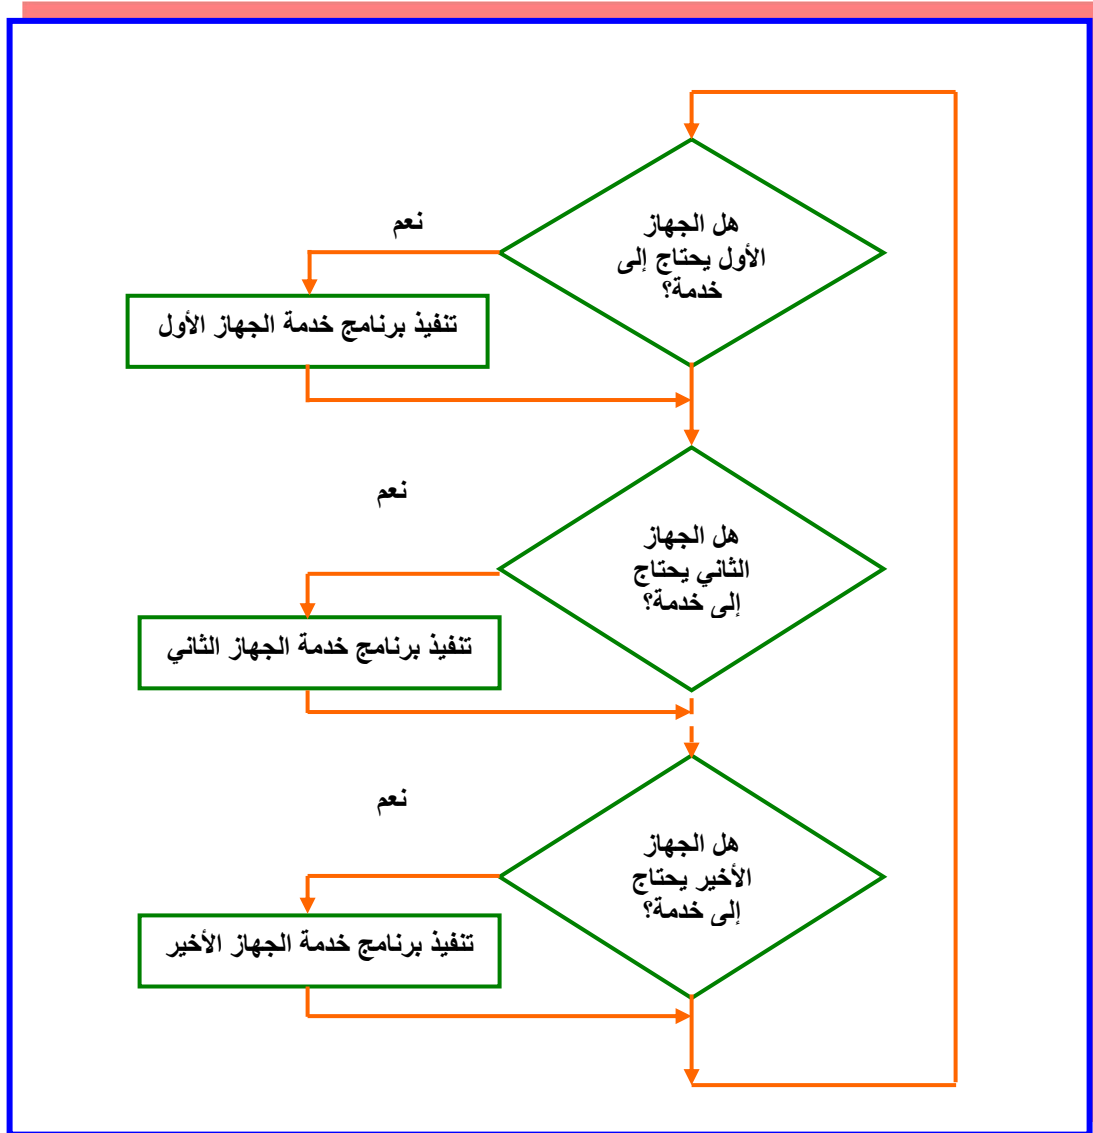 هل الجهاز
الأول يحتاج إلى
خدمة؟
نعم
تنفيذ برنامج خدمة الجهاز الأول
هل الجهاز
الثاني يحتاج
إلى خدمة؟
نعم
تنفيذ برنامج خدمة الجهاز الثاني
هل الجهاز
الأخير يحتاج
إلى خدمة؟
نعم
تنفيذ برنامج خدمة الجهاز الأخير